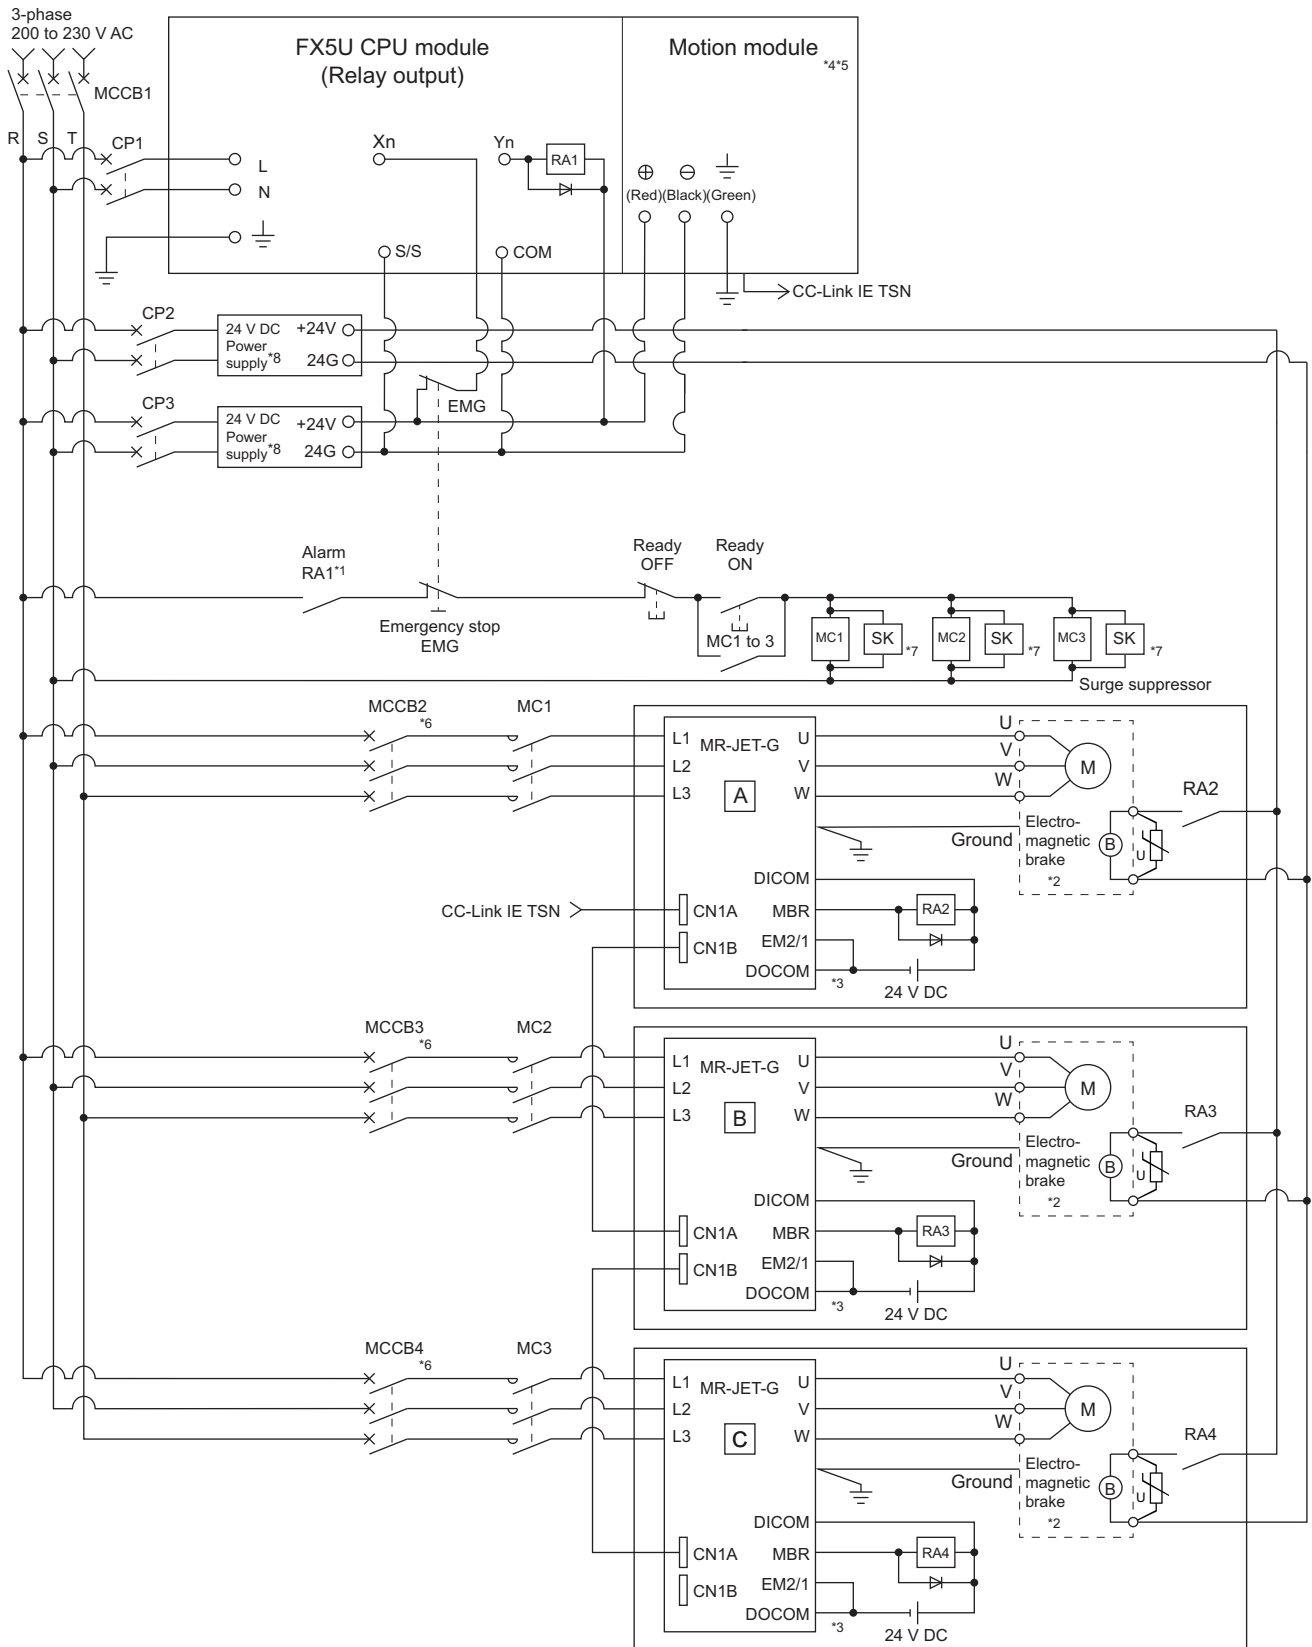 3-phase
200 to 230 V AC
MCCB1
R S T
CP1
FX5U CPU module
(Relay output)
Motion module
*4*5
L
N
Xn
Yn
RA1
⊕ ⊖
(Red)(Black)(Green)
S/S
COM
CC-Link IE TSN
CP2
24 V DC
Power
supply*8
+24V
24G
CP3
24 V DC
Power
supply*8
+24V
24G
EMG
Alarm
RA1*1
Emergency stop
EMG
Ready
OFF
Ready
ON
MC1 to 3
MC1
SK
*7
MC2
SK
*7
MC3
SK
*7
Surge suppressor
MCCB2
*6
MC1
L1
L2
L3
MR-JET-G
A
U
V
W
U
V
W
M
RA2
Ground
Electro-
magnetic
brake
*2
B
U
DICOM
MBR
EM2/1
DOCOM
RA2
*3
24 V DC
CC-Link IE TSN
CN1A
CN1B
MCCB3
*6
MC2
L1
L2
L3
MR-JET-G
B
U
V
W
U
V
W
M
RA3
Ground
Electro-
magnetic
brake
*2
B
U
DICOM
MBR
EM2/1
DOCOM
RA3
*3
24 V DC
CN1A
CN1B
MCCB4
*6
MC3
L1
L2
L3
MR-JET-G
C
U
V
W
U
V
W
M
RA4
Ground
Electro-
magnetic
brake
*2
B
U
DICOM
MBR
EM2/1
DOCOM
RA4
*3
24 V DC
CN1A
CN1B